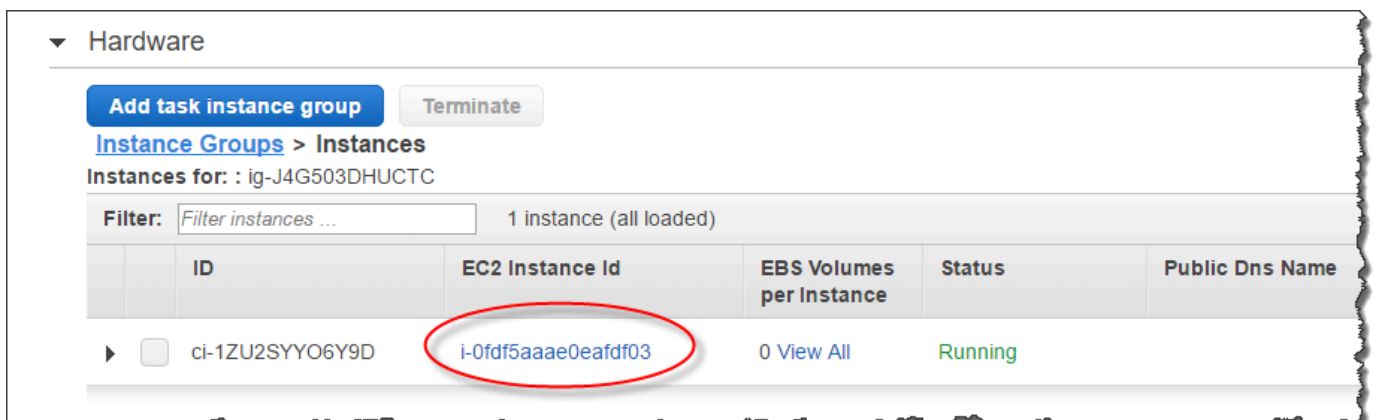 Hardware
Add task instance group Terminate
Instance Groups > Instances
Instances for: : ig-J4G503DHUCTC
Filter: Filter instances ... 1 instance (all loaded)
ID EC2 Instance Id EBS Volumes per Instance Status Public Dns Name
ci-1ZU2SYYO6Y9D i-0fdf5aaae0eafdf03 0 View All Running